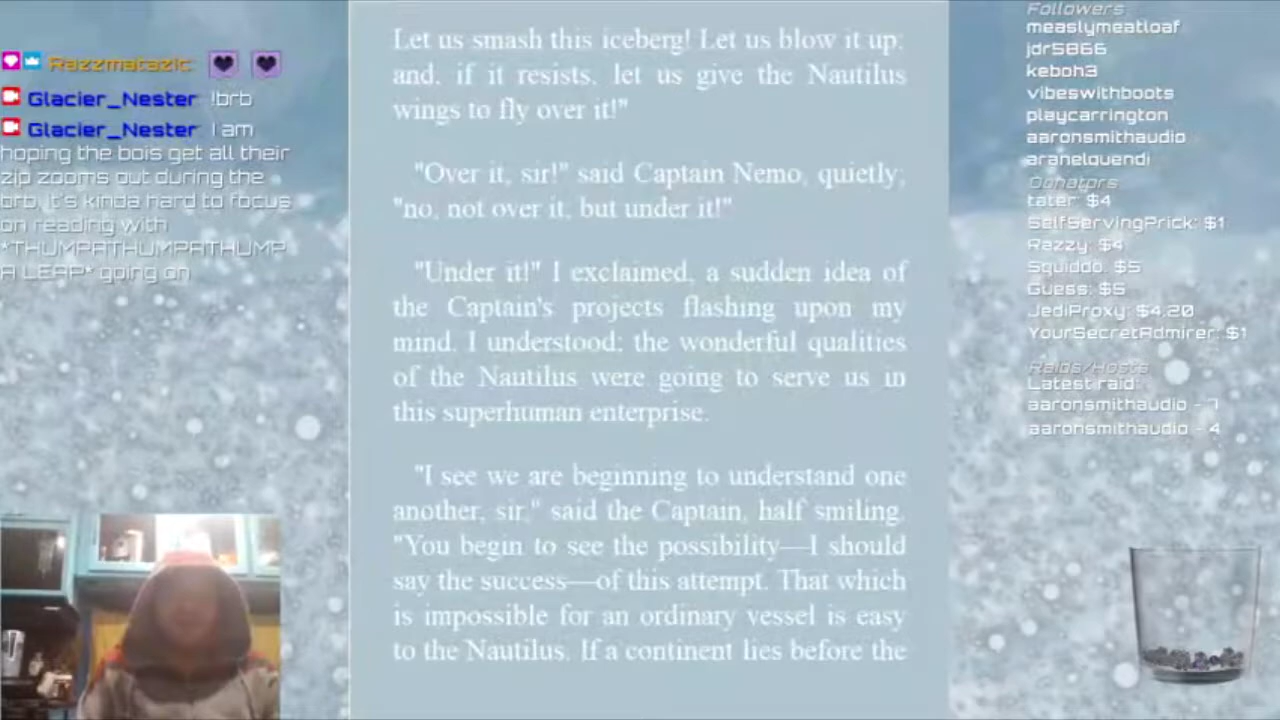 Razzmatazic
Glacier_Nester !brb
Glacier_Nester I am
hoping the bois get all their
zip zooms out during the
brb, it's kinda hard to focus
on reading with
*THUMPATHUMPATHUMP
A LEAP* going on
Let us smash this iceberg! Let us blow it up;
and, if it resists, let us give the Nautilus
wings to fly over it!"
"Over it, sir!" said Captain Nemo, quietly;
"no, not over it, but under it!"
"Under it!" I exclaimed, a sudden idea of
the Captain's projects flashing upon my
mind. I understood; the wonderful qualities
of the Nautilus were going to serve us in
this superhuman enterprise.
"I see we are beginning to understand one
another, sir," said the Captain, half smiling.
"You begin to see the possibility—I should
say the success—of this attempt. That which
is impossible for an ordinary vessel is easy
to the Nautilus. If a continent lies before the
Followers
measlymeatloaf
jdr5866
keboh3
vibeswithboots
playcarrington
aaronsmithaudio
aranelquendi
Donators
tater: $4
SelfServingPrick: $1
Razzy: $4
Squiddo: $5
Guess: $5
JediProxy: $4.20
YourSecretAdmirer: $1
Raids/Hosts
Latest raid:
aaronsmithaudio - 7
aaronsmithaudio - 4